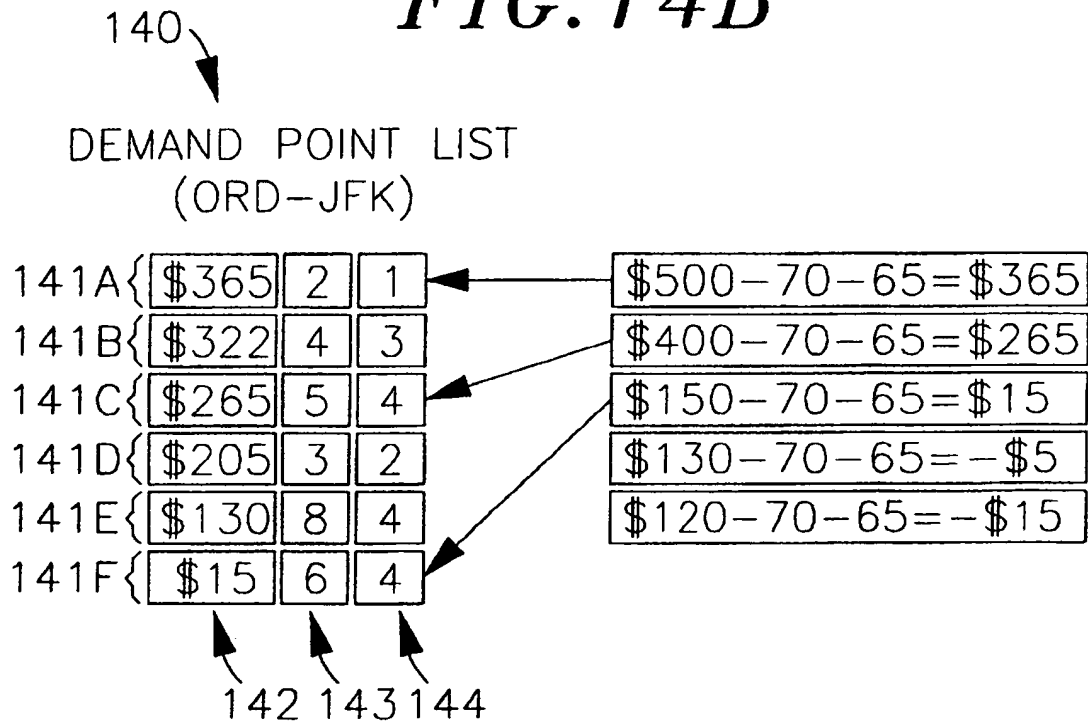 FIG. 14B
140
DEMAND POINT LIST
(ORD-JFK)
141A{ $365 2 1 $500-70-65=$365
141B{ $322 4 3 $400-70-65=$265
141C{ $265 5 4 $150-70-65=$15
141D{ $205 3 2 $130-70-65=-$5
141E{ $130 8 4 $120-70-65=-$15
141F{ $15 6 4
142 143 144